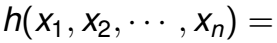 h(x₁, x₂, ⋯ , xₙ) =